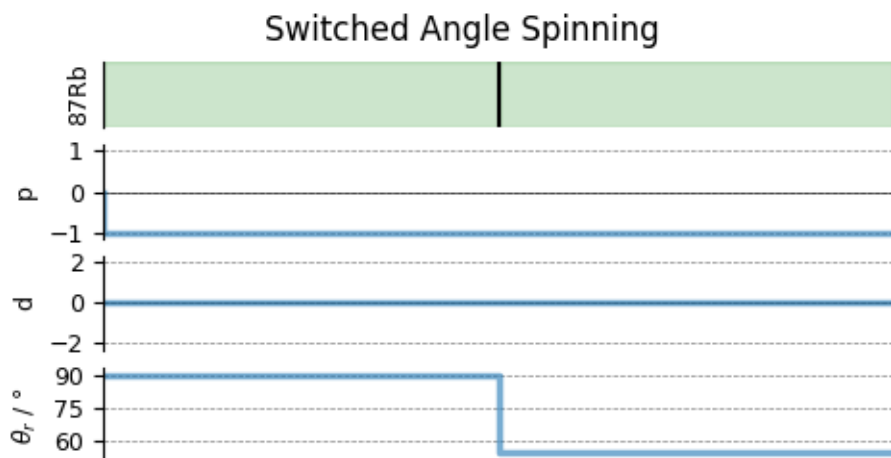 Switched Angle Spinning
87Rb
1
0
−1
p
2
0
−2
d
90
75
60
θr / °